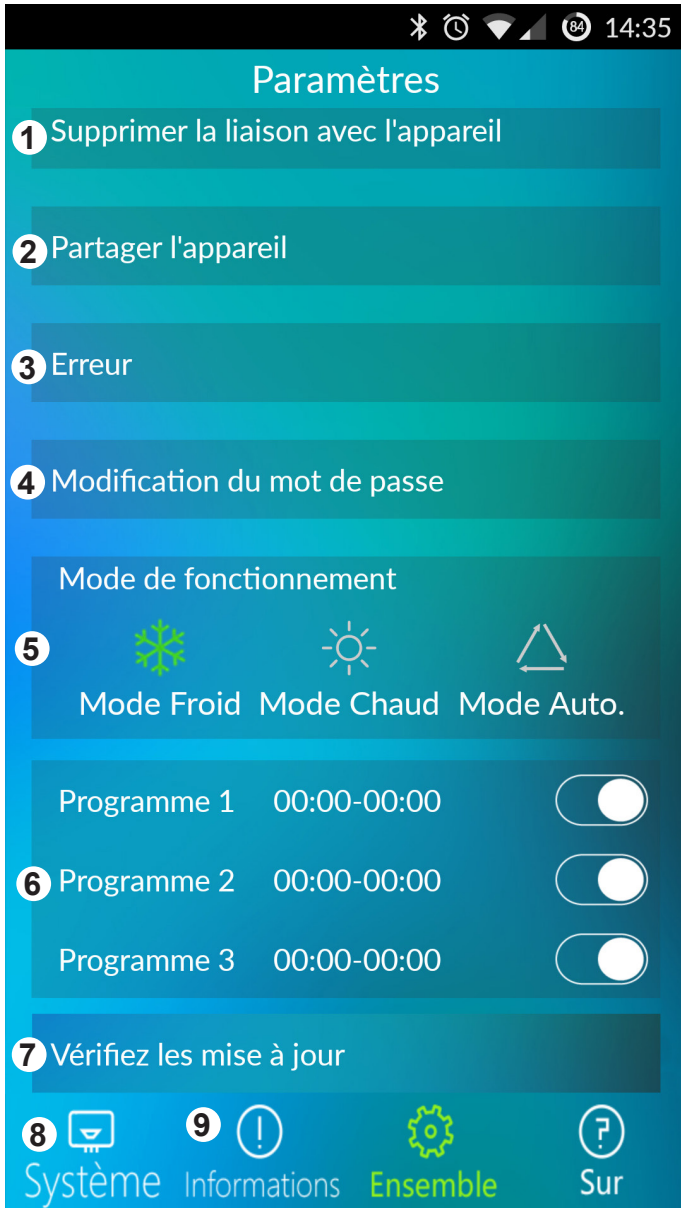 84 14:35
Paramètres
1 Supprimer la liaison avec l'appareil
2 Partager l'appareil
3 Erreur
4 Modification du mot de passe
Mode de fonctionnement
5
Mode Froid Mode Chaud Mode Auto.
Programme 1 00:00-00:00
6 Programme 2 00:00-00:00
Programme 3 00:00-00:00
7 Vérifiez les mise à jour
8 9 ! ?
Système Informations Ensemble Sur